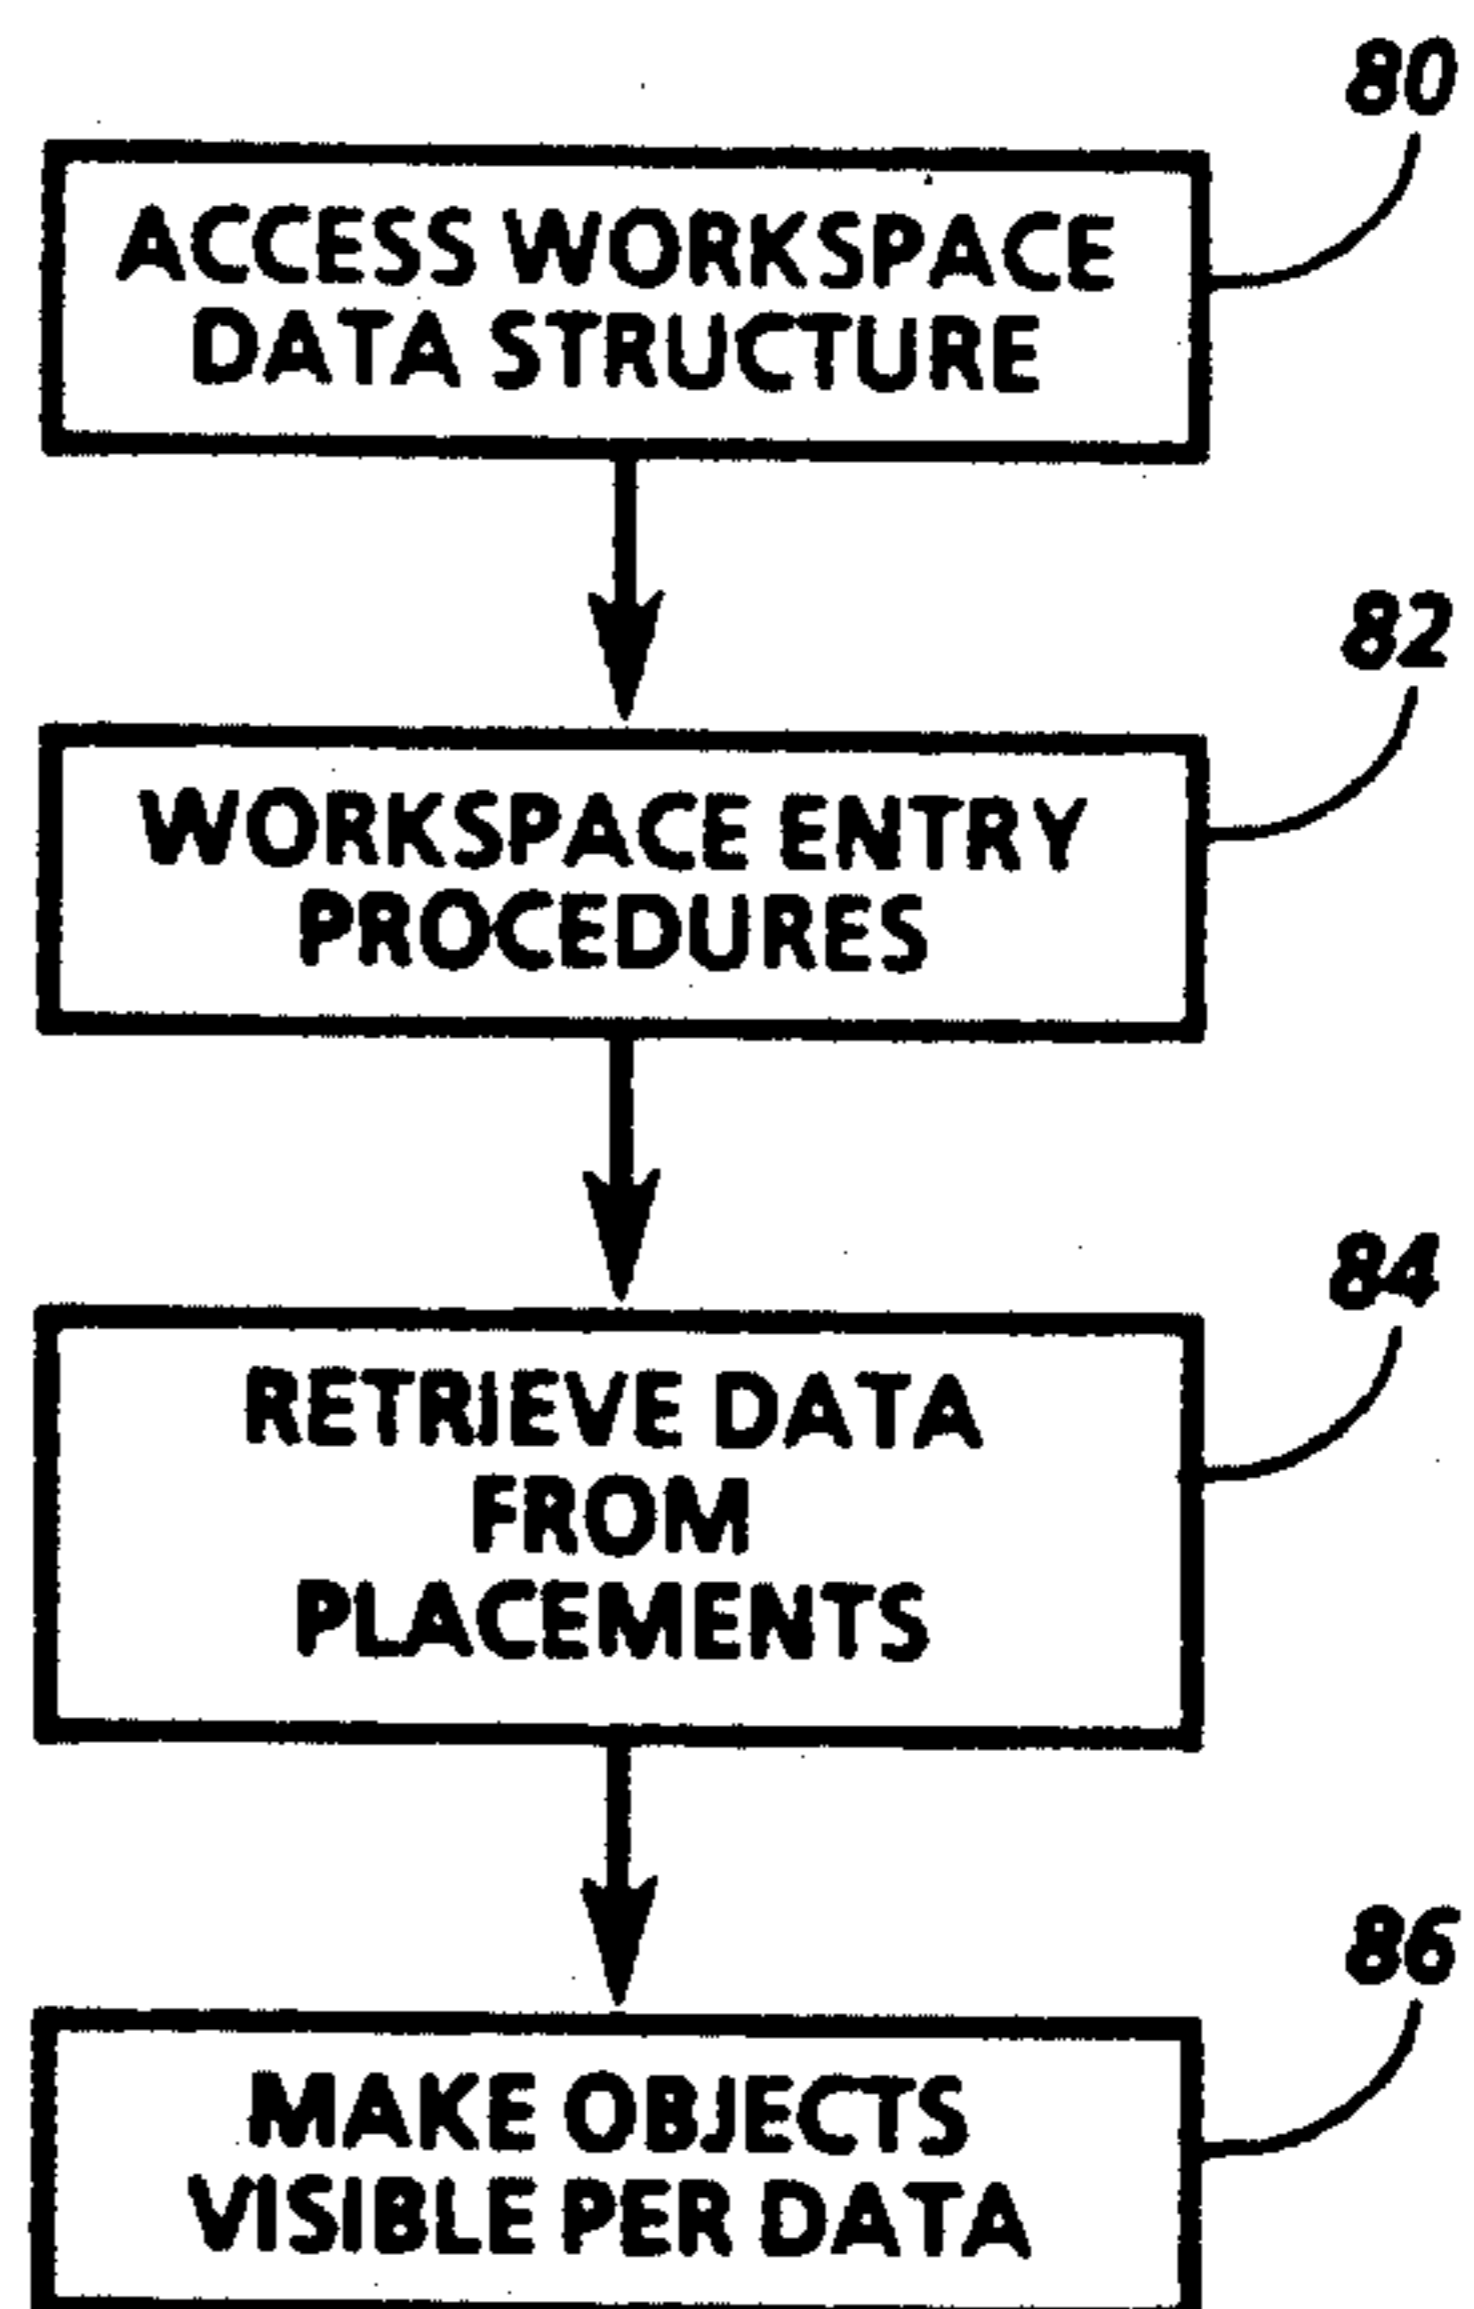 80
ACCESS WORKSPACE
DATA STRUCTURE
82
WORKSPACE ENTRY
PROCEDURES
84
RETRIEVE DATA
FROM
PLACEMENTS
86
MAKE OBJECTS
VISIBLE PER DATA